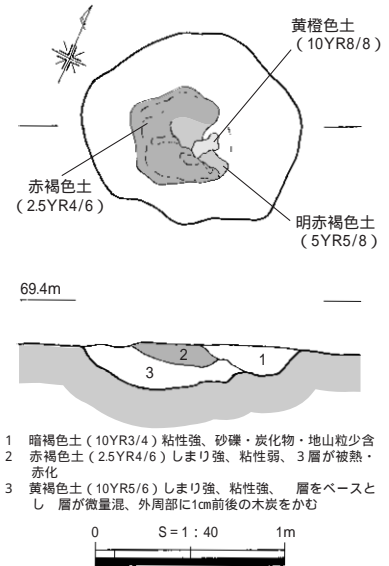 黄橙色土
（10YR8/8）
赤褐色土
（2.5YR4/6）
明赤褐色土
（5YR5/8）
69.4m
1
2
3
1 暗褐色土（10YR3/4）粘性強、砂礫・炭化物・地山粒少含
2 赤褐色土（2.5YR4/6）しまり強、粘性弱、３層が被熱・
赤化
3 黄褐色土（10YR5/6）しまり強、粘性強、　層をベースと
し　層が微量混、外周部に1㎝前後の木炭をかむ
0 S＝1：40 1m